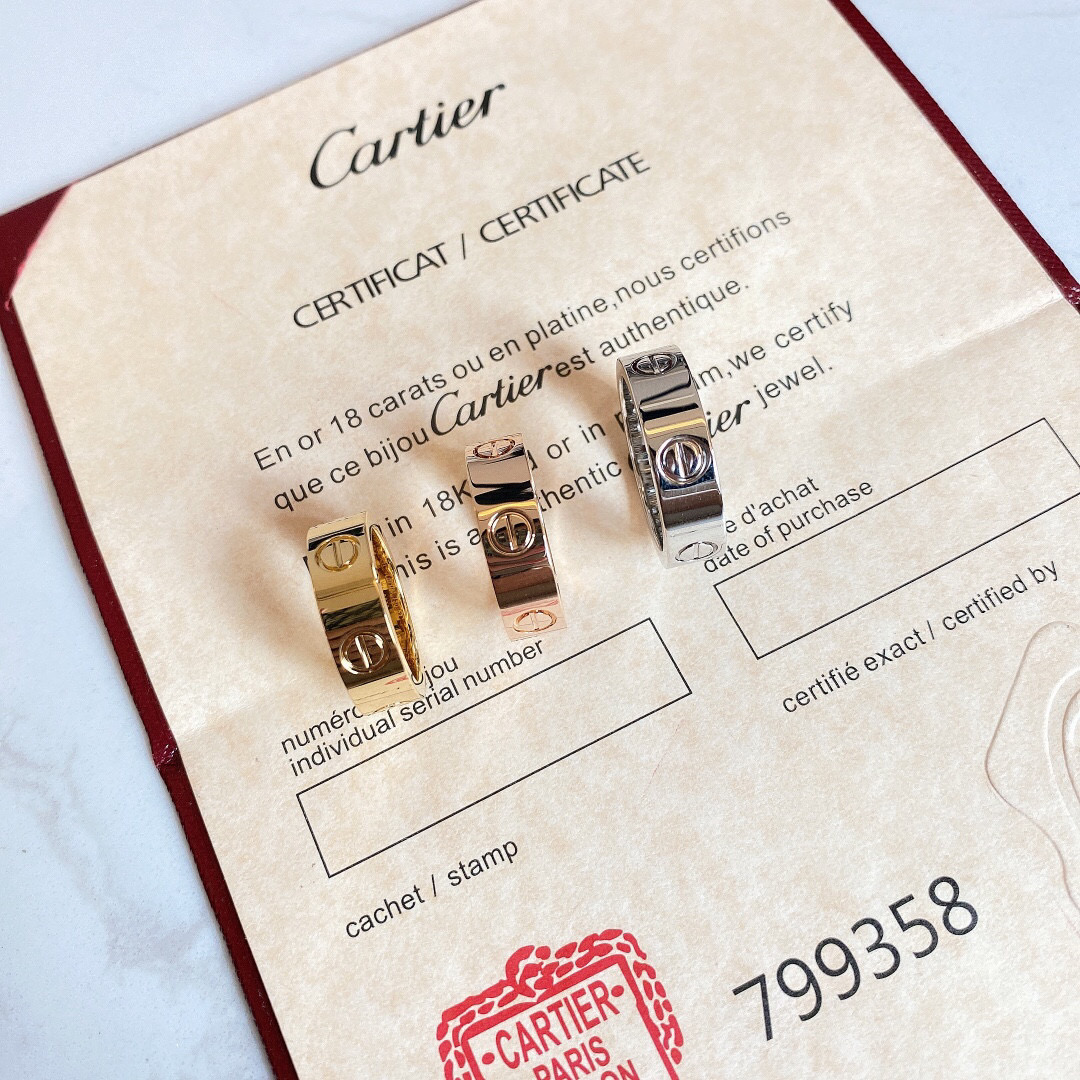 Cartier
CERTIFICAT / CERTIFICATE
En or 18 carats ou en platine,nous certifions
que ce bijou Cartier est authentique.
in 18K or in we certify
is a jewel.
d'achat
date of purchase
certifié exact / certified by
individual serial number
cachet / stamp
799358
•CARTIER•
PARIS